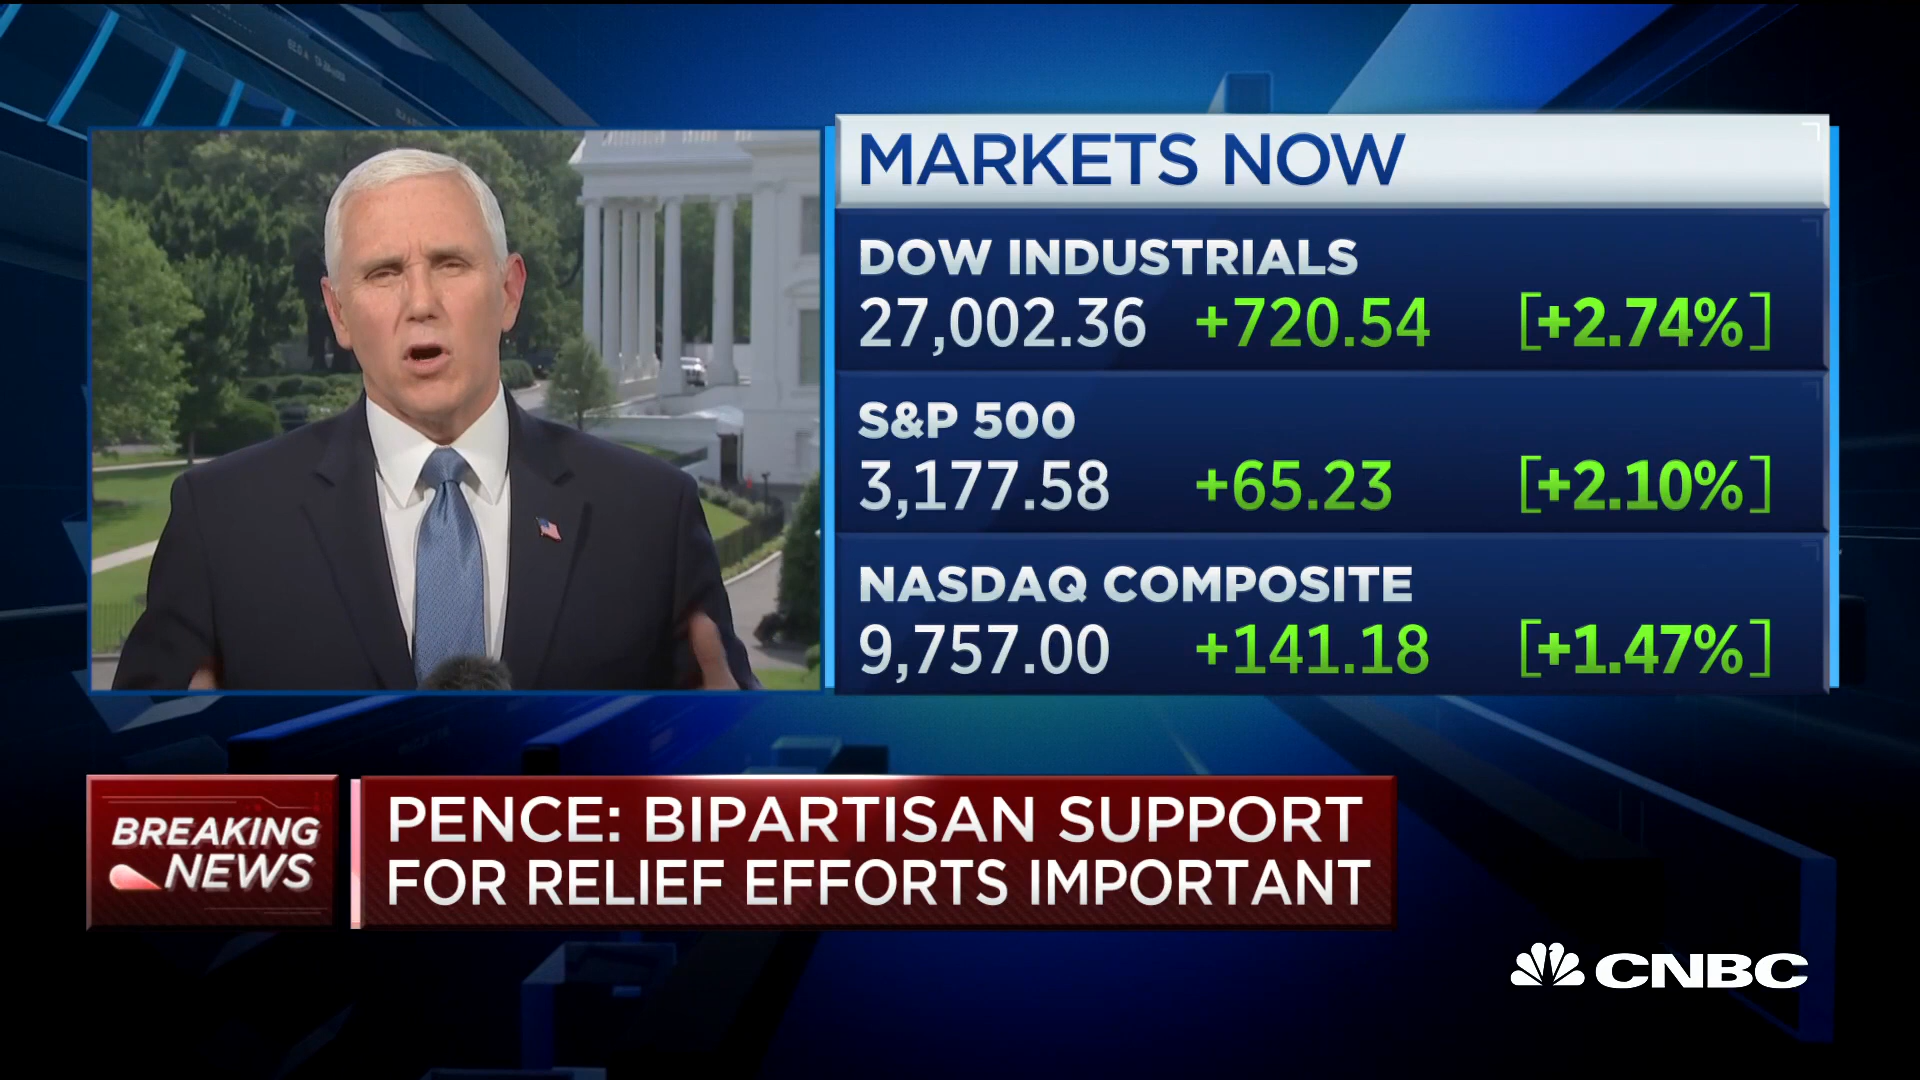 MARKETS NOW
DOW INDUSTRIALS
27,002.36 +720.54 [+2.74%]
S&P 500
3,177.58 +65.23 [+2.10%]
NASDAQ COMPOSITE
9,757.00 +141.18 [+1.47%]
BREAKING
NEWS
PENCE: BIPARTISAN SUPPORT
FOR RELIEF EFFORTS IMPORTANT
CNBC